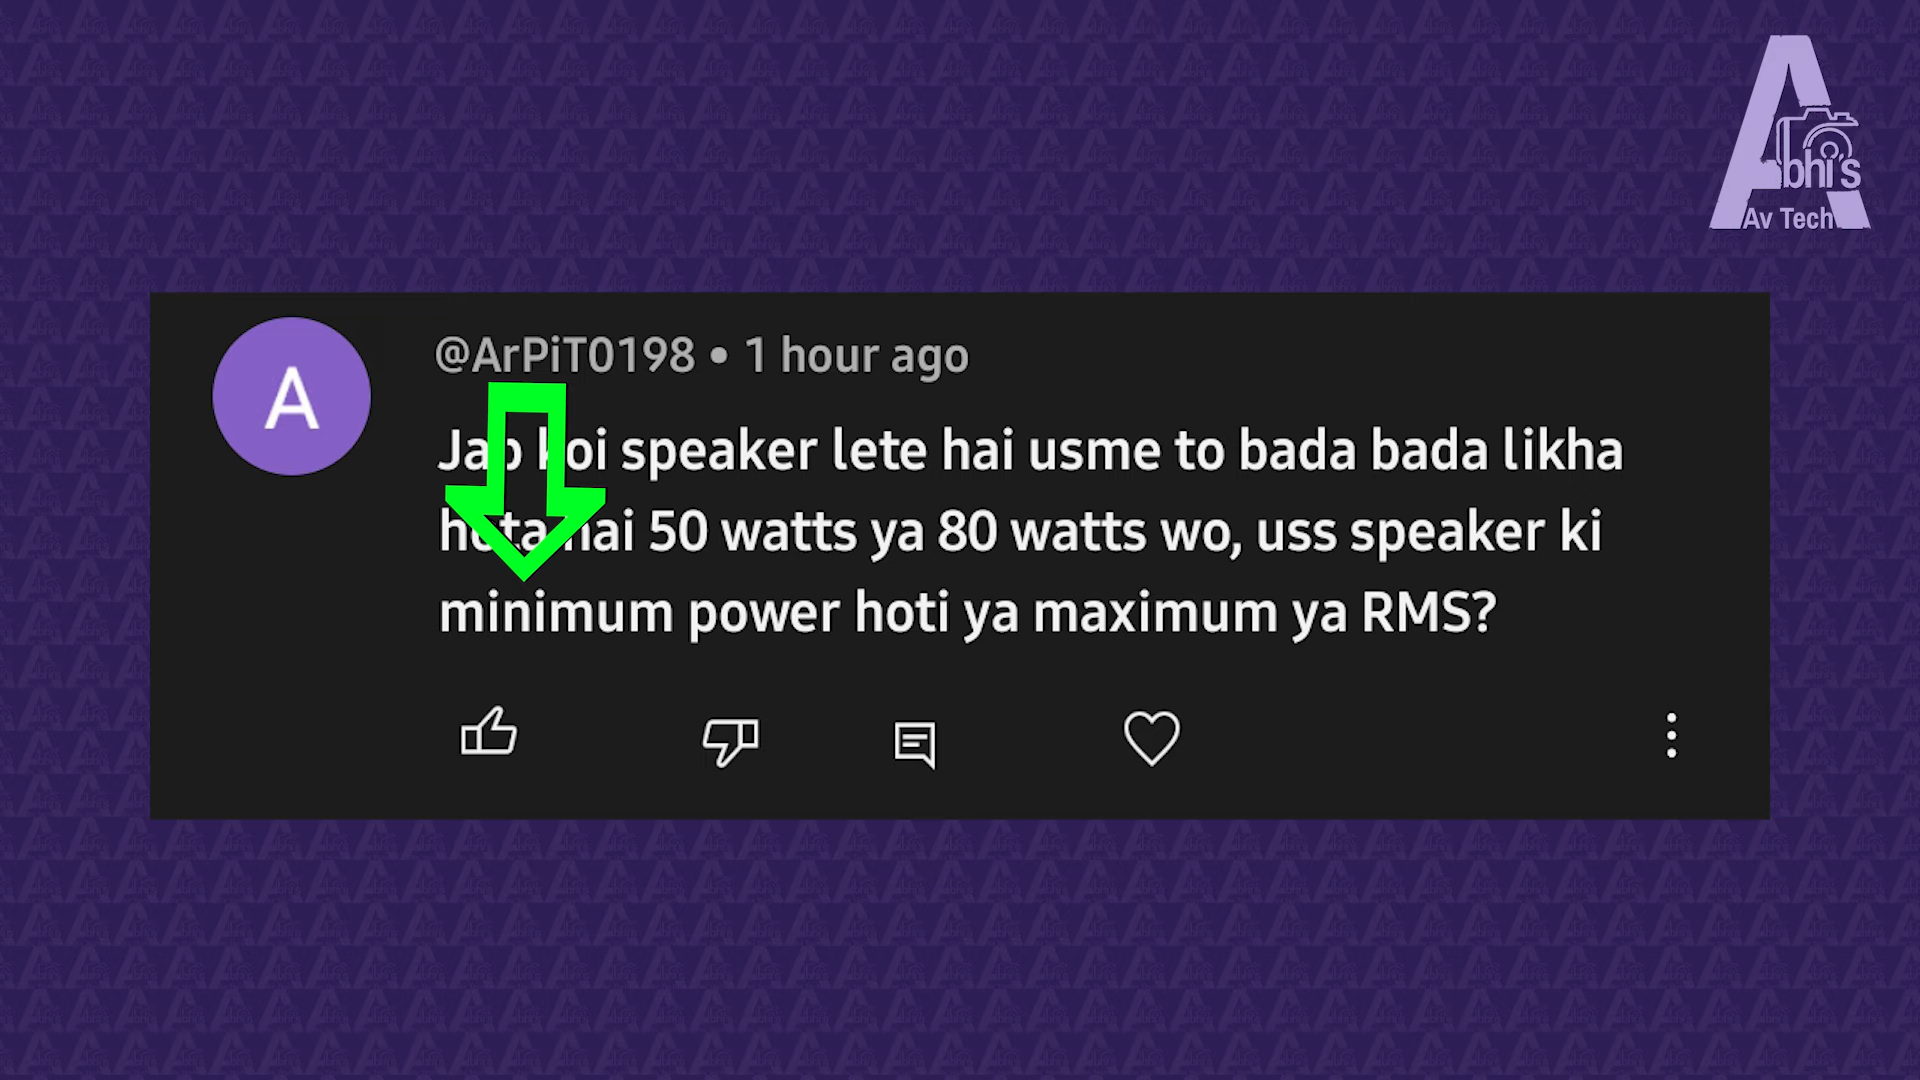 Abhi's
Av Tech
A
@ArPiT0198 • 1 hour ago
Jab koi speaker lete hai usme to bada bada likha
hota hai 50 watts ya 80 watts wo, uss speaker ki
minimum power hoti ya maximum ya RMS?